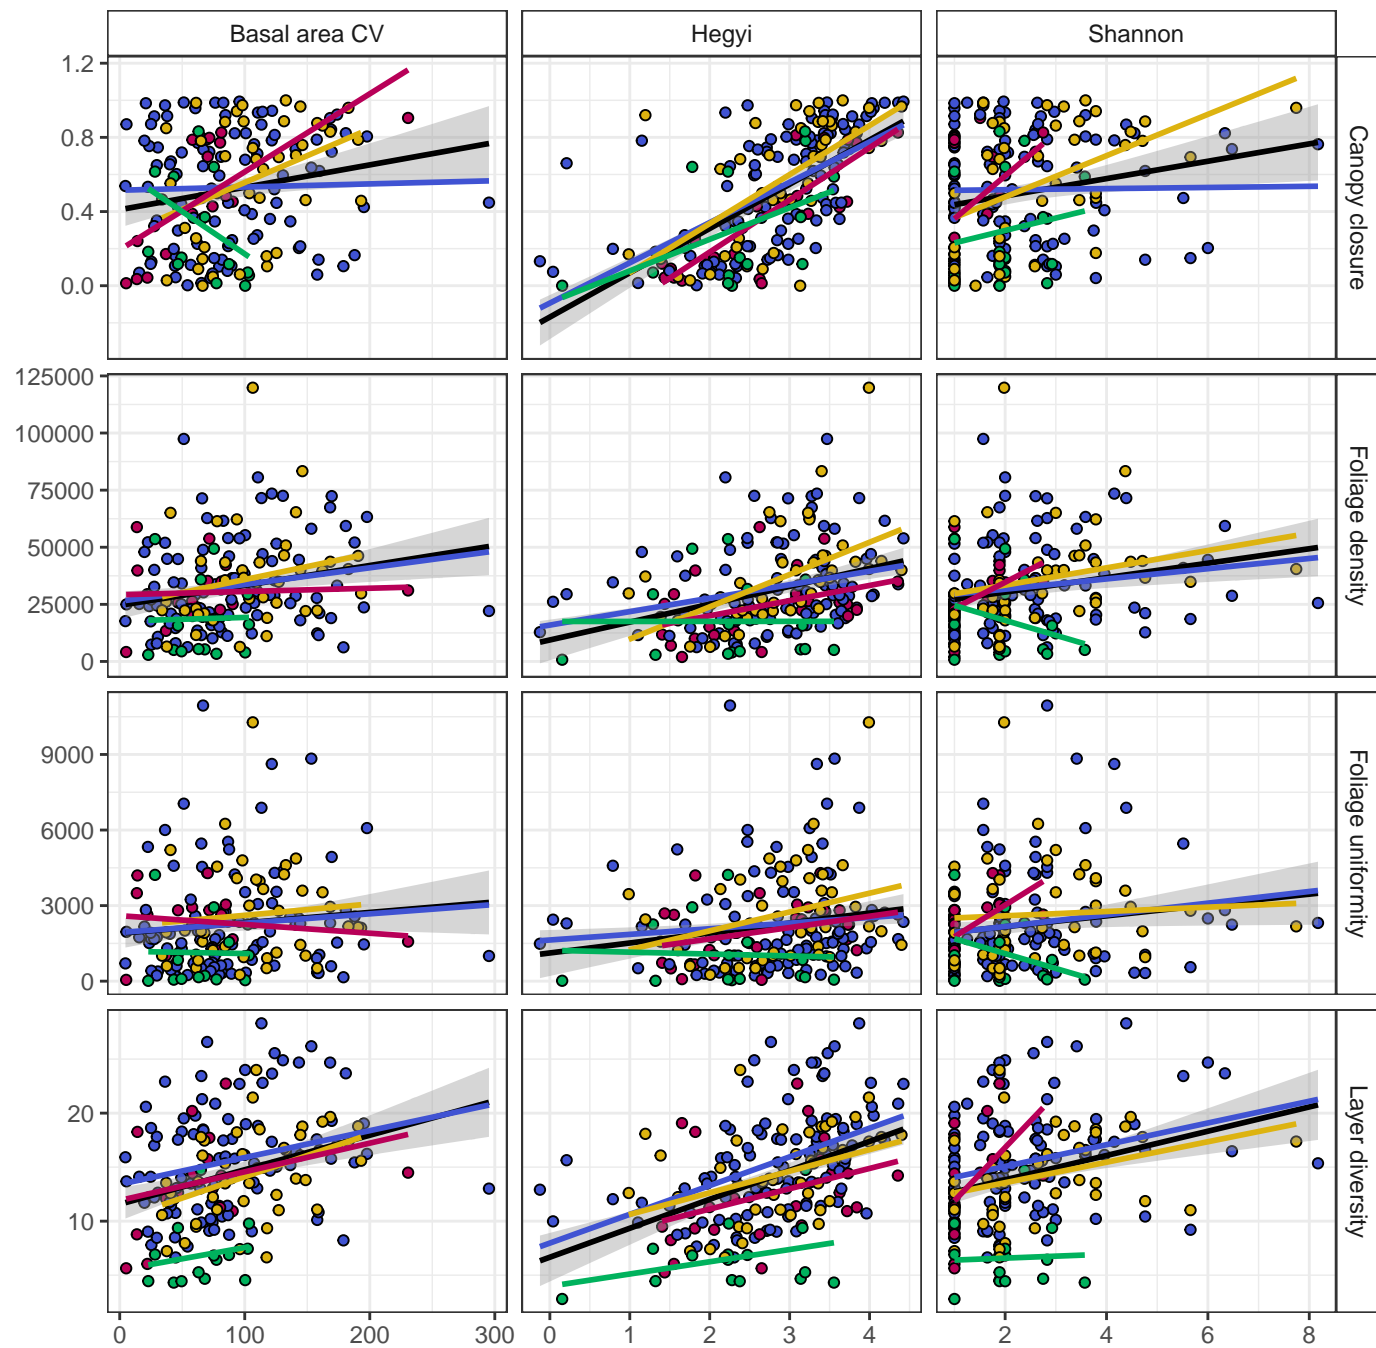 Basal area CV Hegyi Shannon
1.2
0.8
0.4
0.0
Canopy closure
125000
100000
75000
50000
25000
0
Foliage density
9000
6000
3000
0
Foliage uniformity
20
10
Layer diversity
0 100 200 300 0 1 2 3 4 2 4 6 8